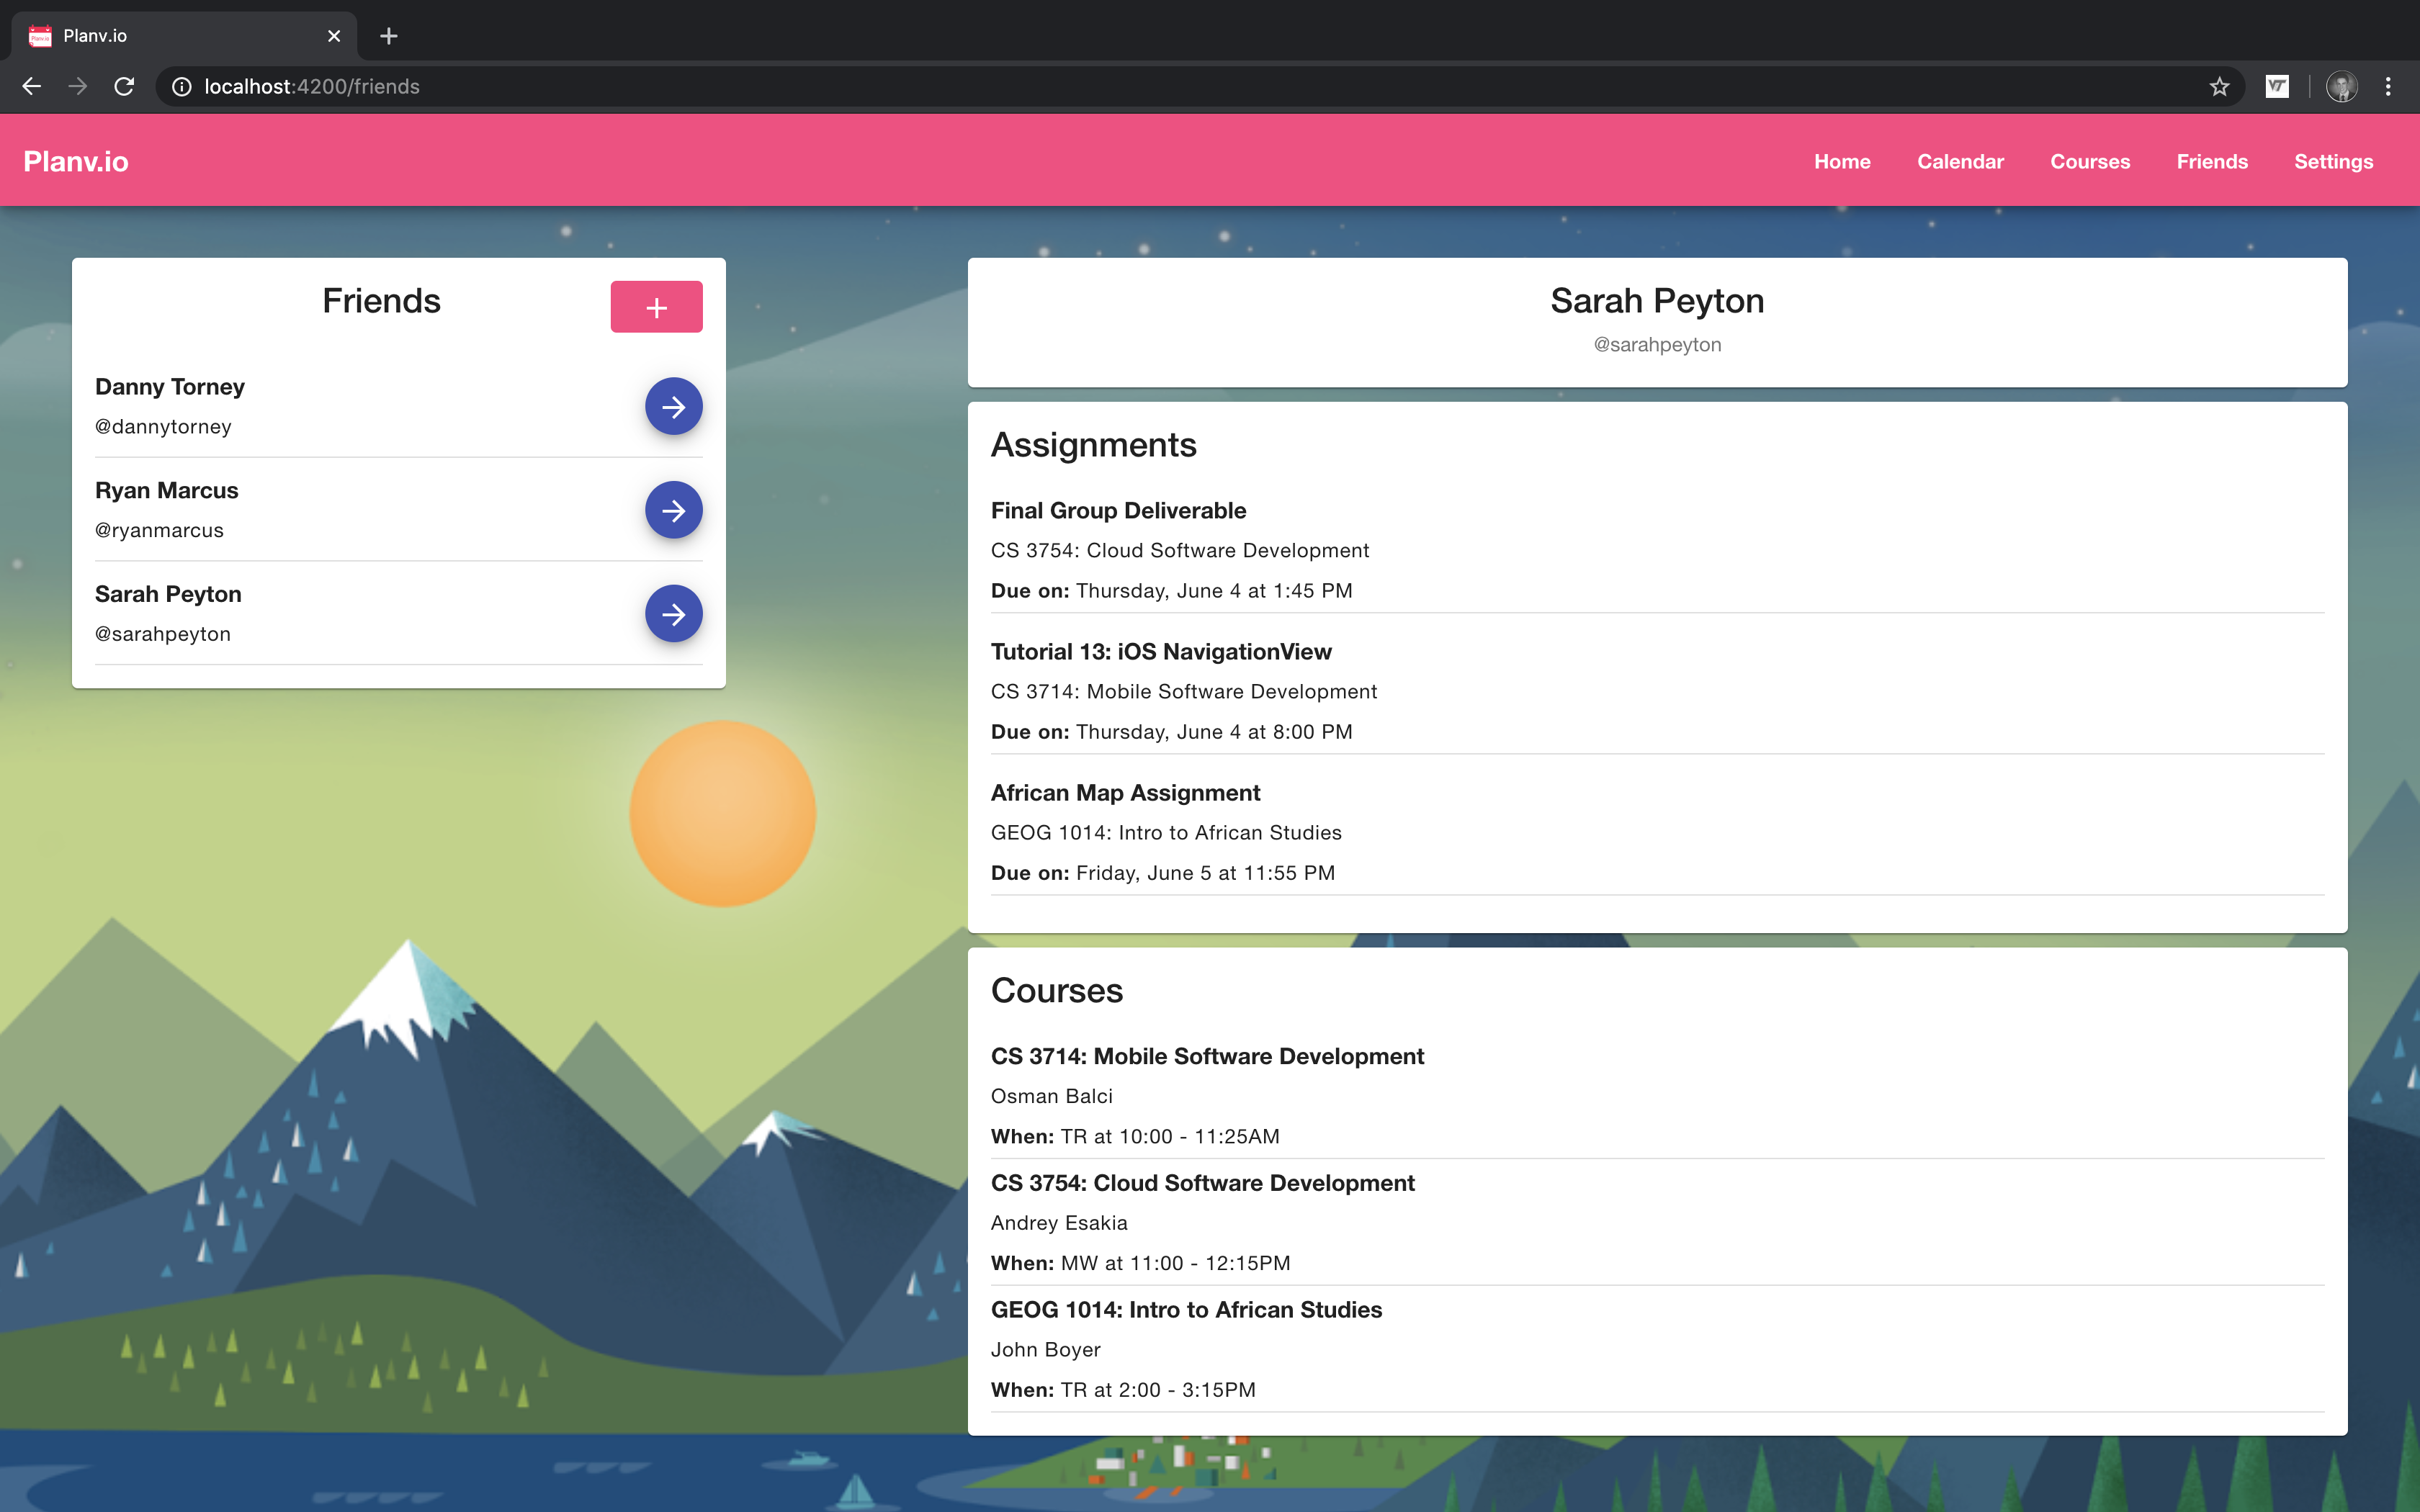 Planv.io
localhost:4200/friends
Planv.io
Home Calendar Courses Friends Settings
Friends
+
Danny Torney
@dannytorney
Ryan Marcus
@ryanmarcus
Sarah Peyton
@sarahpeyton
Sarah Peyton
@sarahpeyton
Assignments
Final Group Deliverable
CS 3754: Cloud Software Development
Due on: Thursday, June 4 at 1:45 PM
Tutorial 13: iOS NavigationView
CS 3714: Mobile Software Development
Due on: Thursday, June 4 at 8:00 PM
African Map Assignment
GEOG 1014: Intro to African Studies
Due on: Friday, June 5 at 11:55 PM
Courses
CS 3714: Mobile Software Development
Osman Balci
When: TR at 10:00 - 11:25AM
CS 3754: Cloud Software Development
Andrey Esakia
When: MW at 11:00 - 12:15PM
GEOG 1014: Intro to African Studies
John Boyer
When: TR at 2:00 - 3:15PM